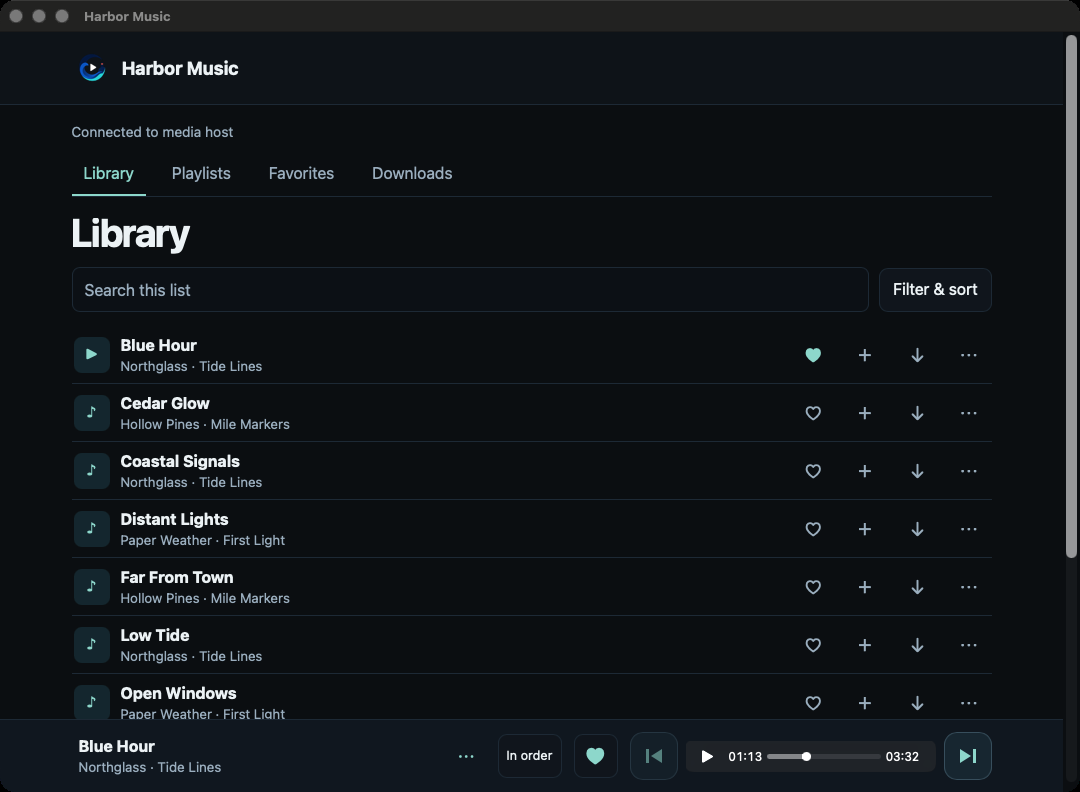 Harbor Music
Harbor Music
Connected to media host
Library Playlists Favorites Downloads
Library
Search this list
Filter & sort
Blue Hour
Northglass · Tide Lines
Cedar Glow
Hollow Pines · Mile Markers
Coastal Signals
Northglass · Tide Lines
Distant Lights
Paper Weather · First Light
Far From Town
Hollow Pines · Mile Markers
Low Tide
Northglass · Tide Lines
Open Windows
Paper Weather · First Light
Blue Hour
Northglass · Tide Lines
In order
01:13
03:32